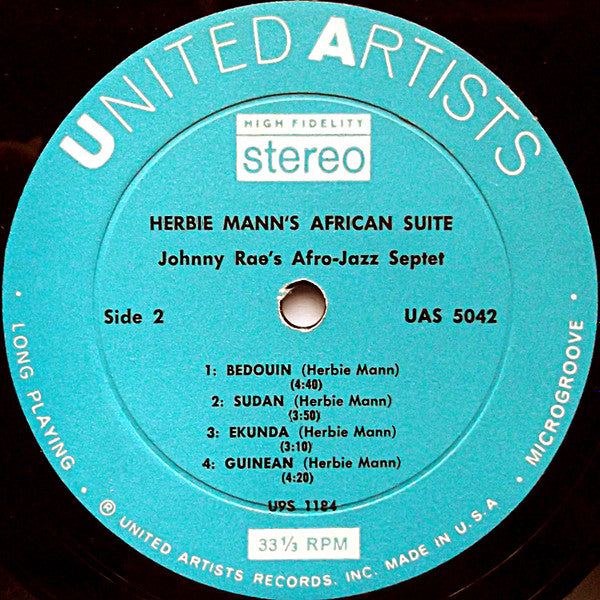 UNITED ARTISTS
HIGH FIDELITY
stereo
HERBIE MANN'S AFRICAN SUITE
Johnny Rae's Afro-Jazz Septet
Side 2
UAS 5042
1: BEDOUIN (Herbie Mann)
(4:40)
2: SUDAN (Herbie Mann)
(3:50)
3: EKUNDA (Herbie Mann)
(3:10)
4: GUINEAN (Herbie Mann)
(4:20)
UPS 1184
33 1/3 RPM
· LONG PLAYING · ® UNITED ARTISTS RECORDS, INC. MADE IN U.S.A · MICROGROOVE ·